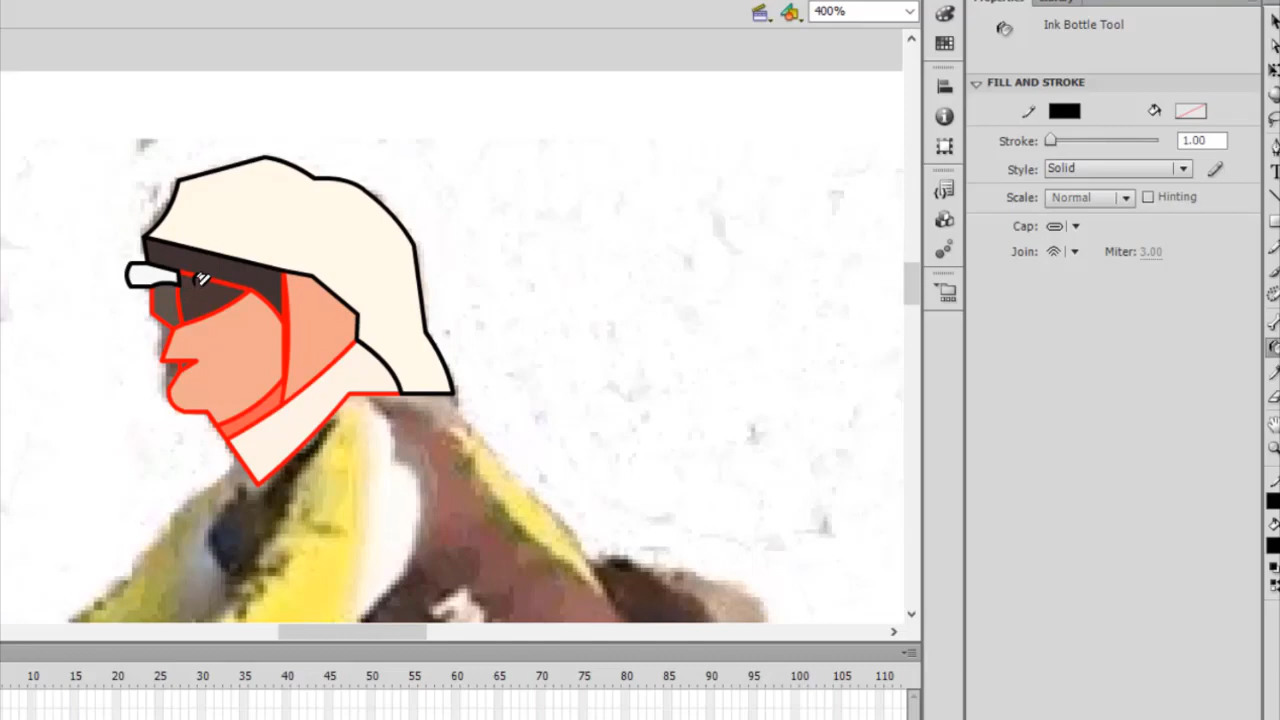 Properties Library
400%
Ink Bottle Tool
FILL AND STROKE
Stroke: 1.00
Style: Solid
Scale: Normal Hinting
Cap:
Join: Miter: 3.00
10 15 20 25 30 35 40 45 50 55 60 65 70 75 80 85 90 95 100 105 110